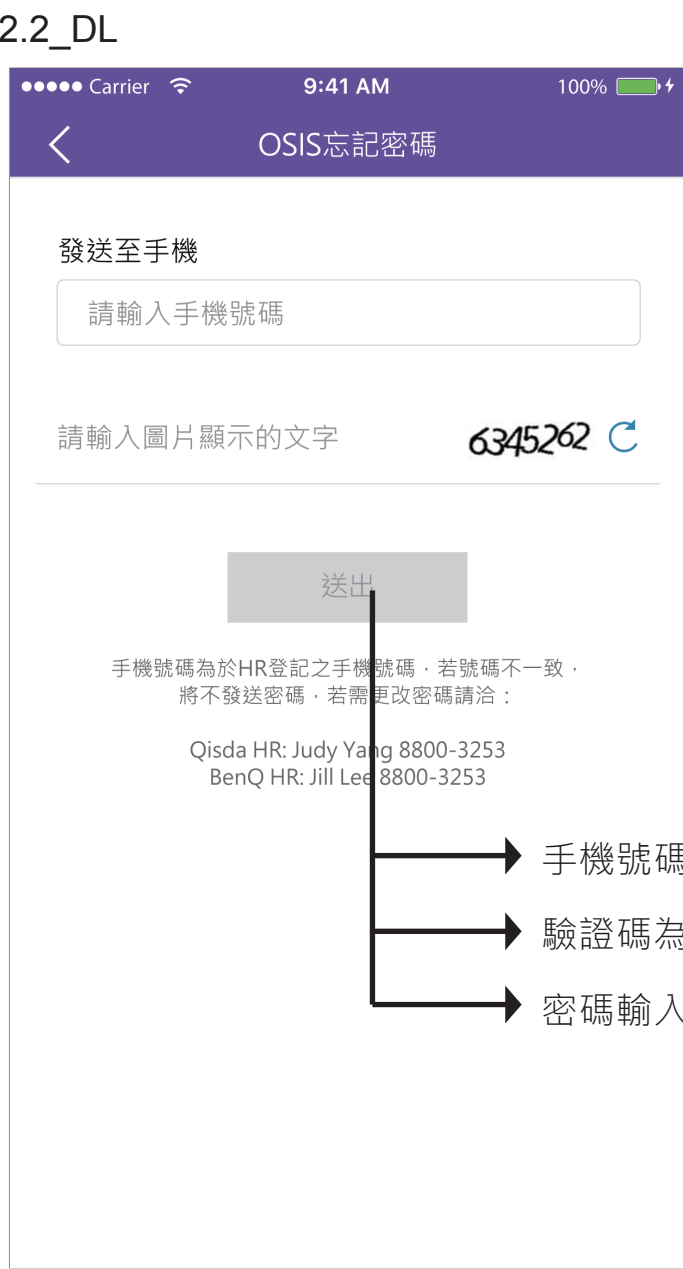 2.2_DL
Carrier 9:41 AM 100%
OSIS忘記密碼
發送至手機
請輸入手機號碼
請輸入圖片顯示的文字 6345262
送出
手機號碼為於HR登記之手機號碼，若號碼不一致，
將不發送密碼，若需更改密碼請洽：
Qisda HR: Judy Yang 8800-3253
BenQ HR: Jill Lee 8800-3253
手機號碼
驗證碼為
密碼輸入